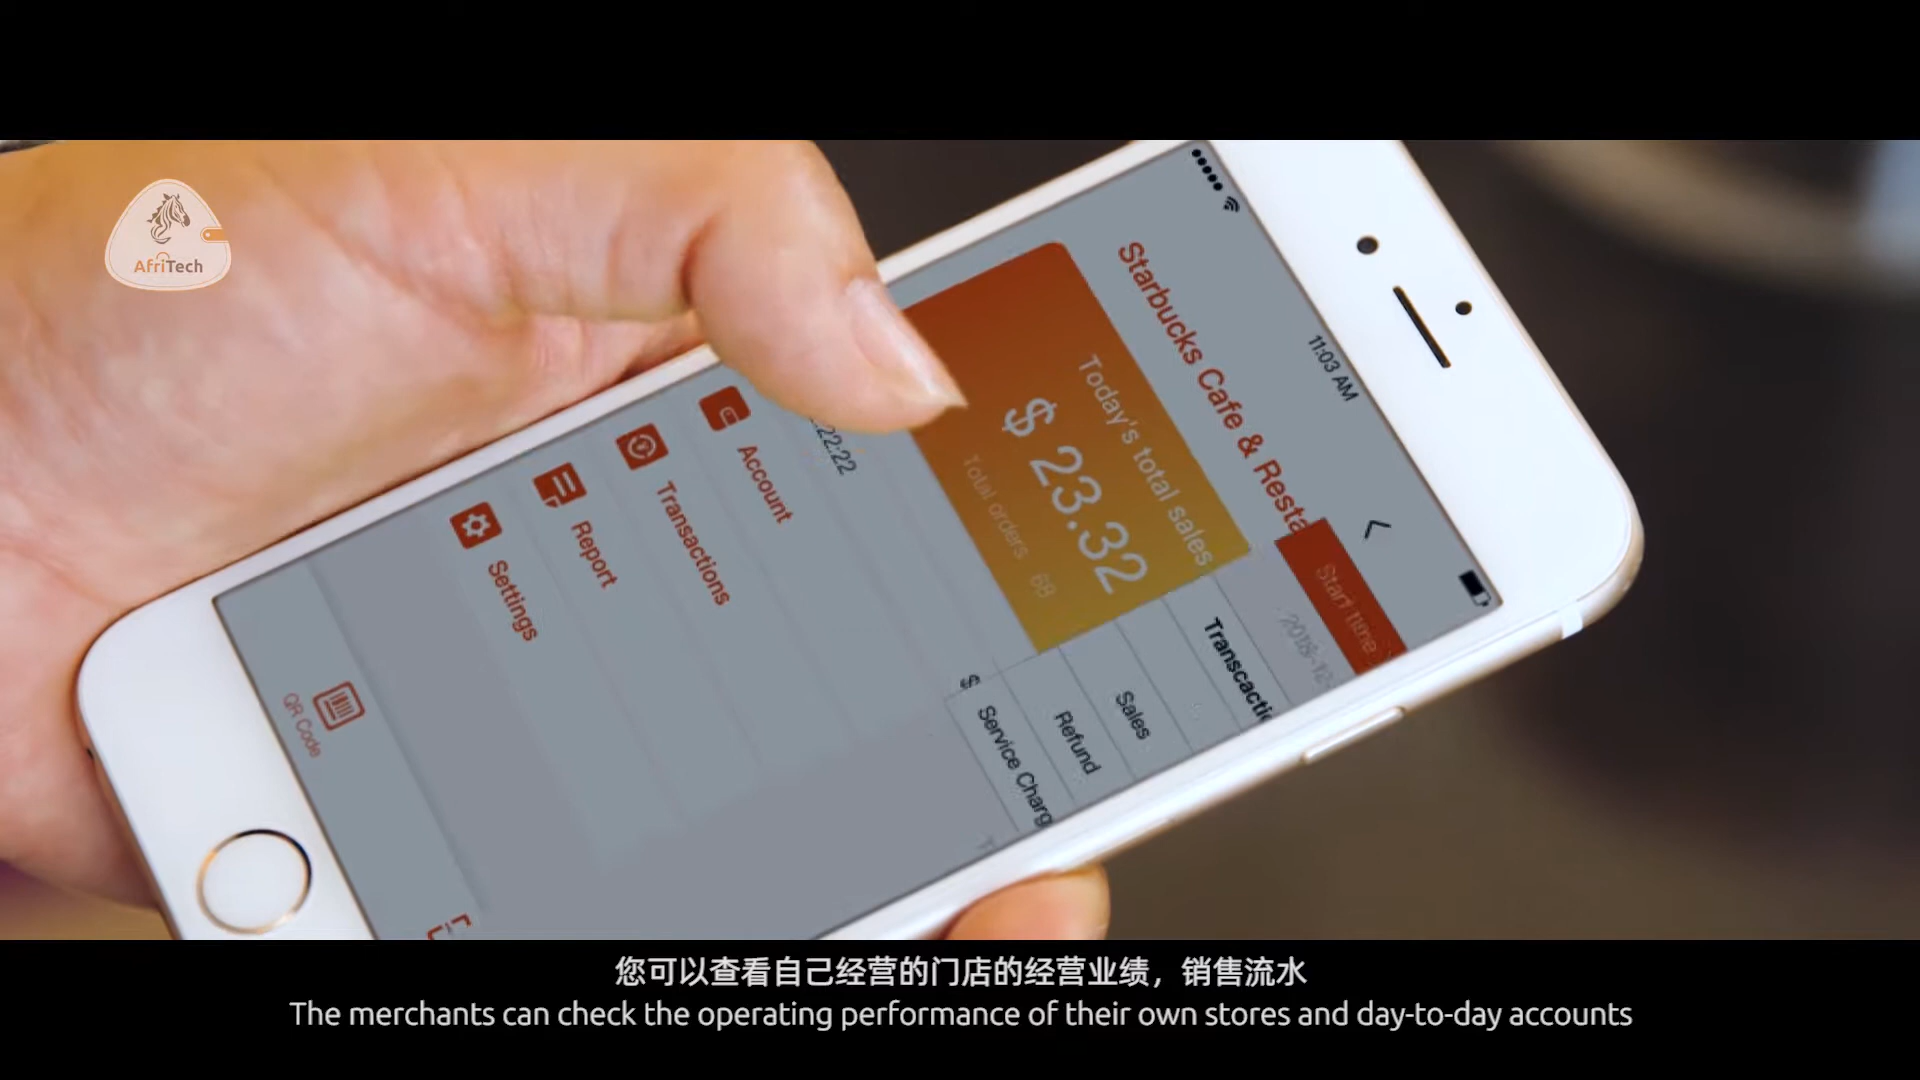 AfriTech
11:03 AM
Starbucks Cafe & Resta
Start Time
Today's total sales
$ 23.32
Total orders 68
Transcactio
Sales
Refund
Service Charg
$
:22:22
Account
Transactions
Report
Settings
QR Code
您可以查看自己经营的门店的经营业绩，销售流水
The merchants can check the operating performance of their own stores and day-to-day accounts